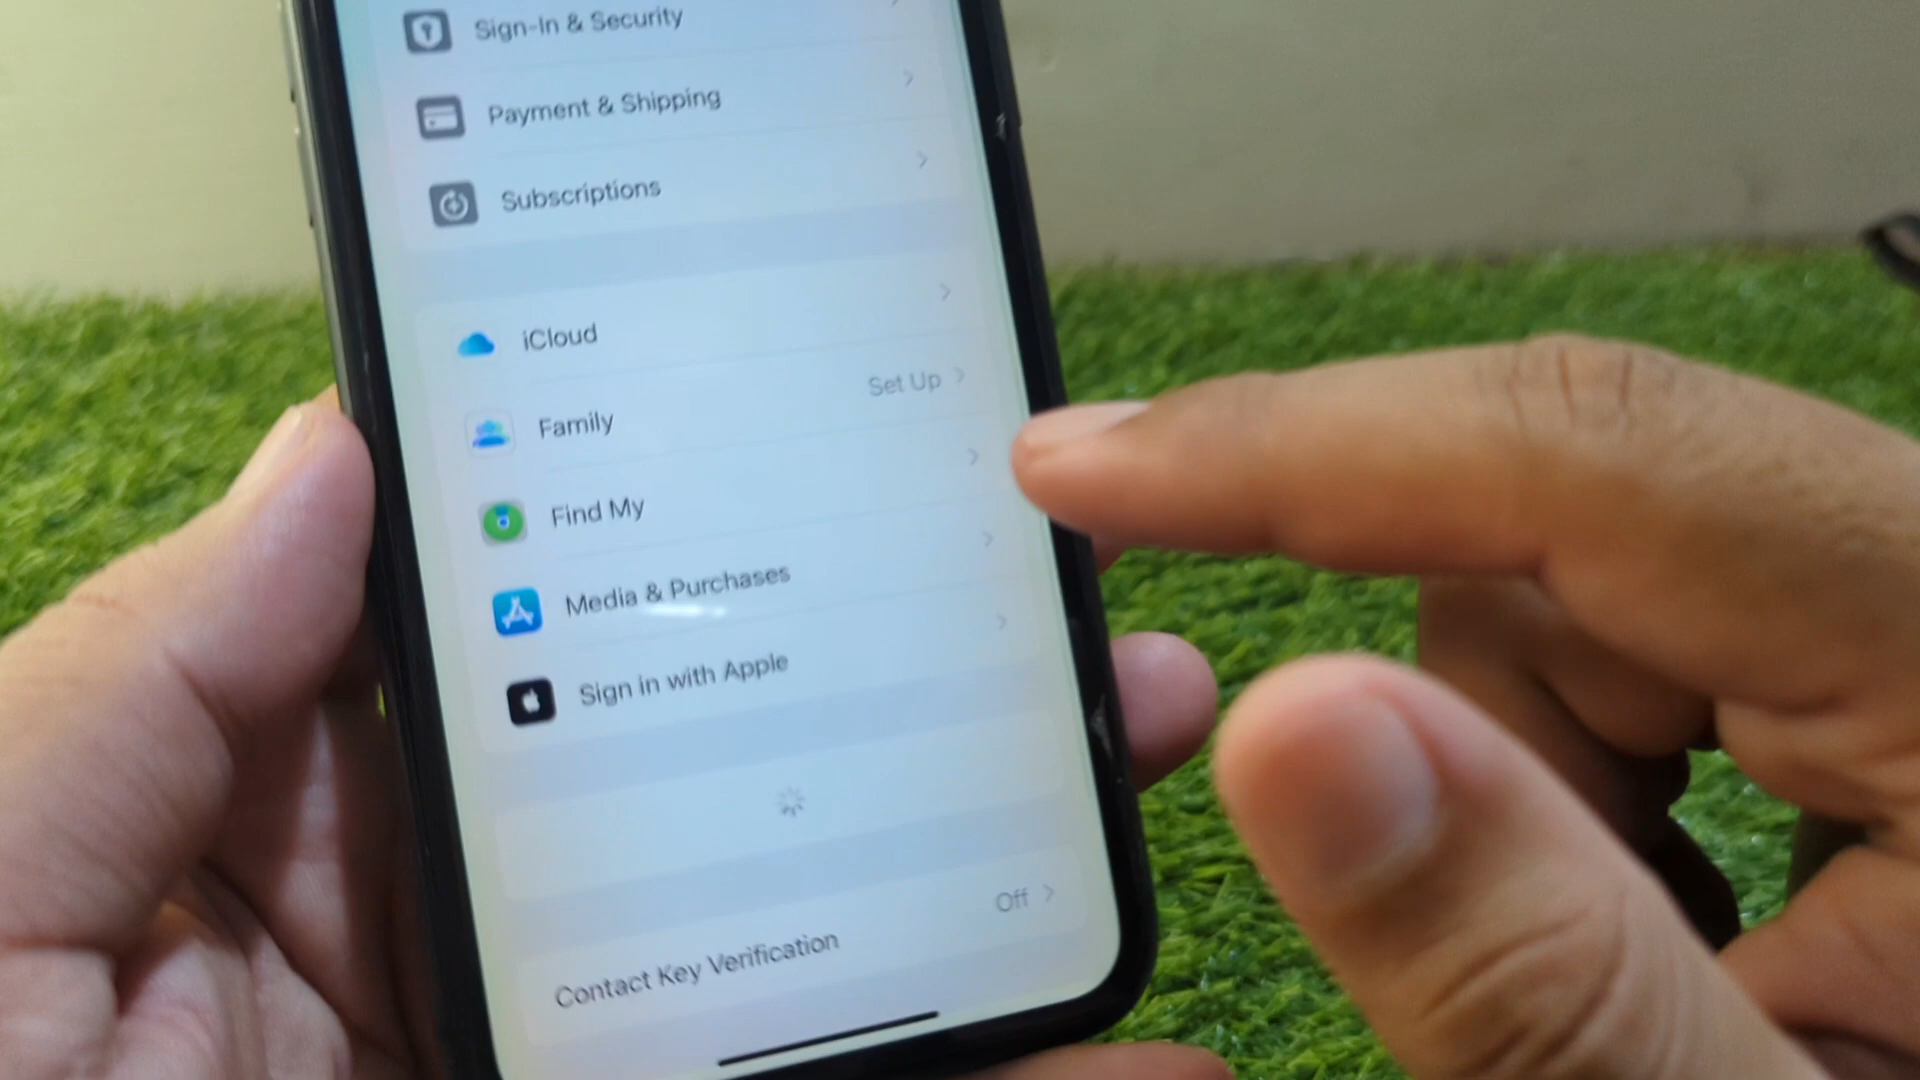 Sign-In & Security
Payment & Shipping
Subscriptions
iCloud
Family Set Up
Find My
Media & Purchases
Sign in with Apple
Contact Key Verification Off